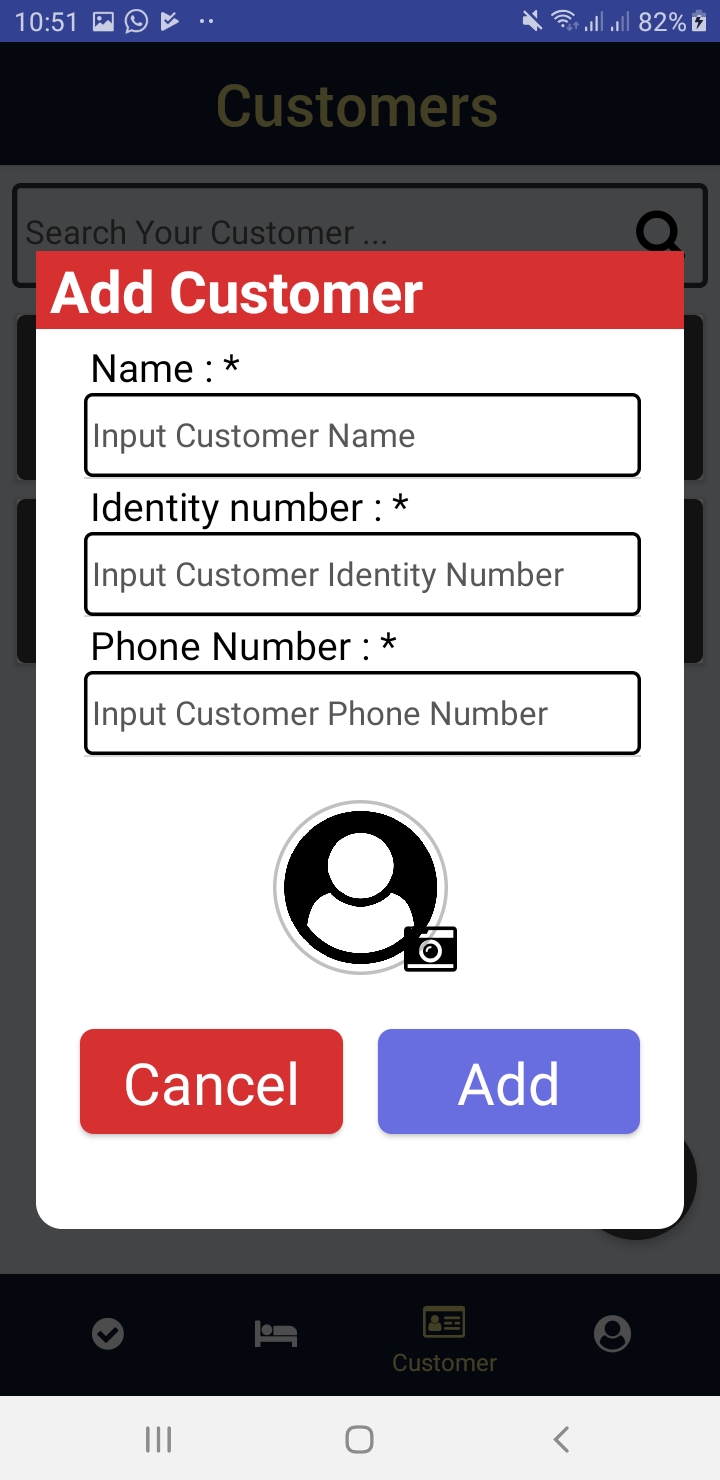 10:51
82%
Customers
Search Your Customer ...
Add Customer
Name : *
Input Customer Name
Identity number : *
Input Customer Identity Number
Phone Number : *
Input Customer Phone Number
Cancel
Add
Customer